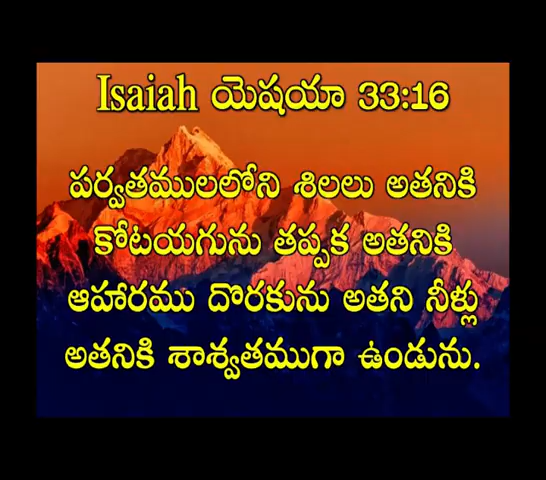 Isaiah యెషయా 33:16
పర్వతములలోని శిలలు అతనికి
కోటయగును తప్పక అతనికి
ఆహారము దొరకును అతని నీళ్లు
అతనికి శాశ్వతముగా ఉండును.